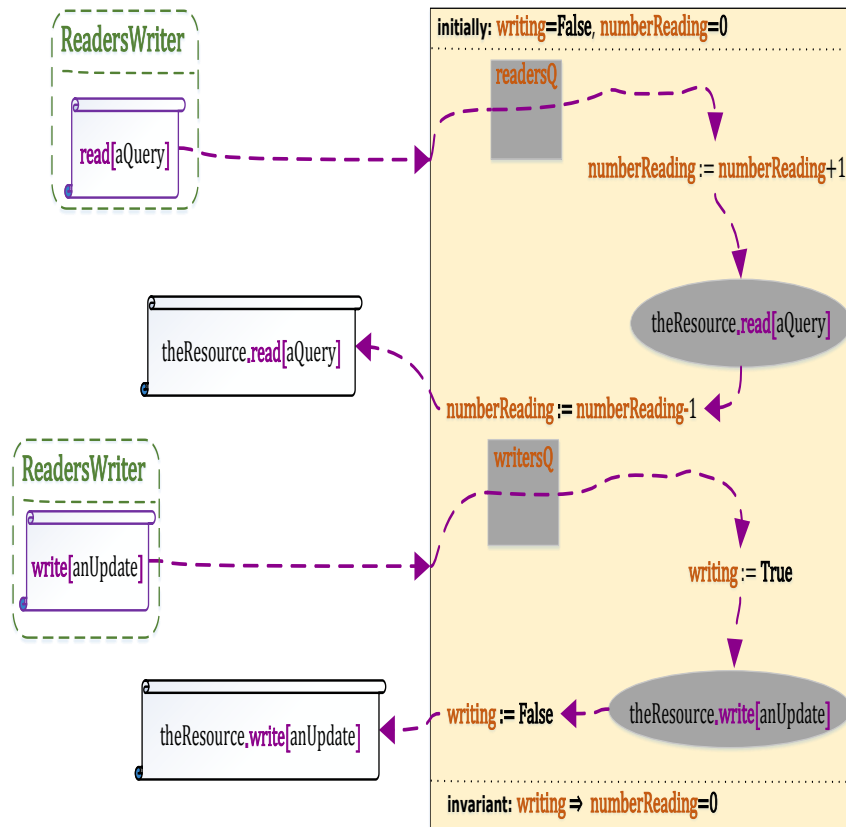 ReadersWriter
read[aQuery]
initially: writing=False, numberReading=0
readersQ
numberReading := numberReading+1
theResource.read[aQuery]
theResource.read[aQuery]
numberReading := numberReading-1
ReadersWriter
write[anUpdate]
writersQ
writing := True
theResource.write[anUpdate]
writing := False
theResource.write[anUpdate]
invariant: writing ⇒ numberReading=0